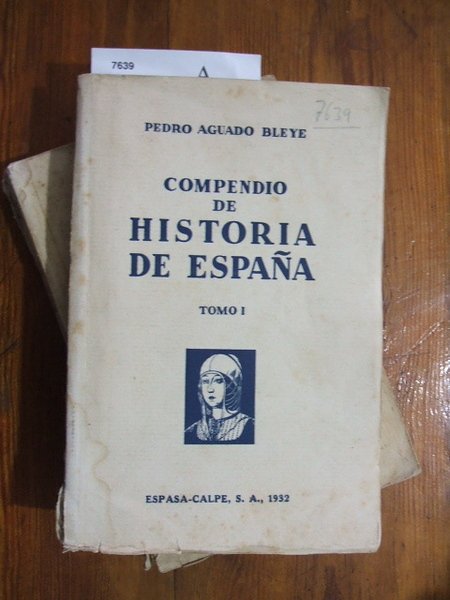 7639
A
7639
PEDRO AGUADO BLEYE
COMPENDIO
DE
HISTORIA
DE ESPAÑA
TOMO I
ESPASA-CALPE, S. A., 1932